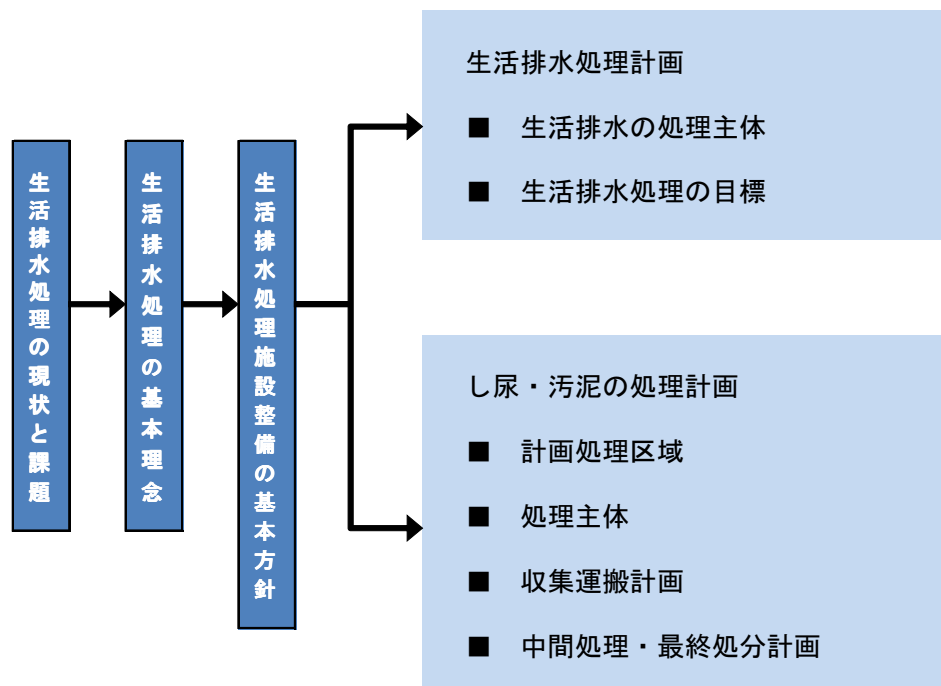 生活排水処理の現状と課題
生活排水処理の基本理念
生活排水処理施設整備の基本方針
生活排水処理計画
■ 生活排水の処理主体
■ 生活排水処理の目標
し尿・汚泥の処理計画
■ 計画処理区域
■ 処理主体
■ 収集運搬計画
■ 中間処理・最終処分計画